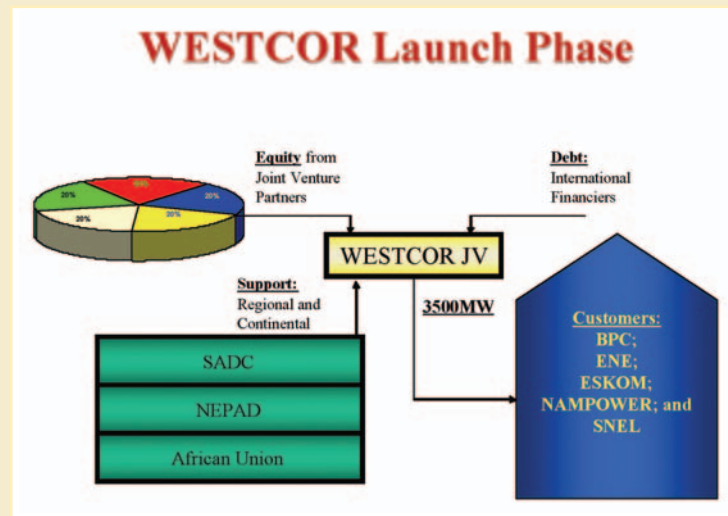 WESTCOR Launch Phase
Equity from
Joint Venture
Partners
Debt:
International
Financiers
20%
20%
20%
20%
WESTCOR JV
Support:
Regional and
Continental
3500MW
SADC
NEPAD
African Union
Customers:
BPC;
ENE;
ESKOM;
NAMPOWER; and
SNEL